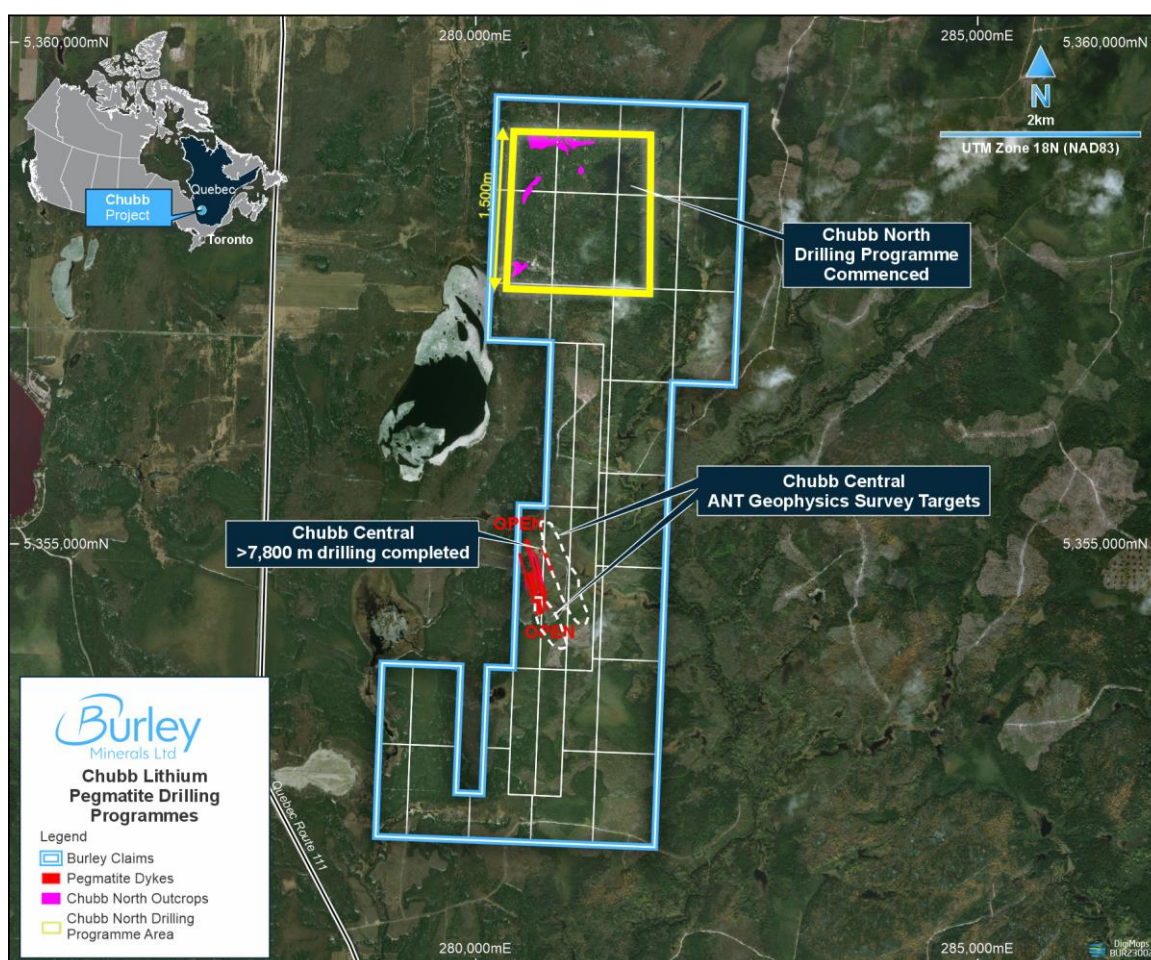 280,000mE
285,000mE
5,360,000mN
5,360,000mN
N
2km
UTM Zone 18N (NAD83)
Quebec
Chubb
Project
Toronto
1,500m
Chubb North
Drilling Programme
Commenced
Chubb Central
ANT Geophysics Survey Targets
OPEN
Chubb Central
>7,800 m drilling completed
5,355,000mN
5,355,000mN
OPEN
Burley
Minerals Ltd
Chubb Lithium
Pegmatite Drilling
Programmes
Legend
Burley Claims
Pegmatite Dykes
Chubb North Outcrops
Chubb North Drilling
Programme Area
Quebec Route 111
280,000mE
285,000mE
DigiMaps